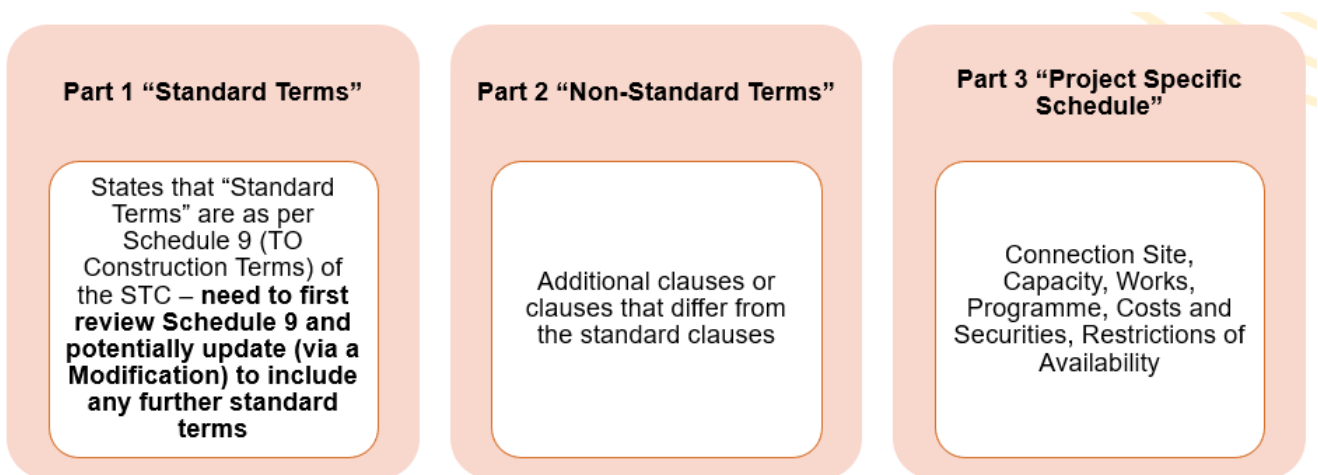 Part 1 “Standard Terms”
States that “Standard
Terms” are as per
Schedule 9 (TO
Construction Terms) of
the STC – need to first
review Schedule 9 and
potentially update (via a
Modification) to include
any further standard
terms
Part 2 “Non-Standard Terms”
Additional clauses or
clauses that differ from
the standard clauses
Part 3 “Project Specific
Schedule”
Connection Site,
Capacity, Works,
Programme, Costs and
Securities, Restrictions of
Availability